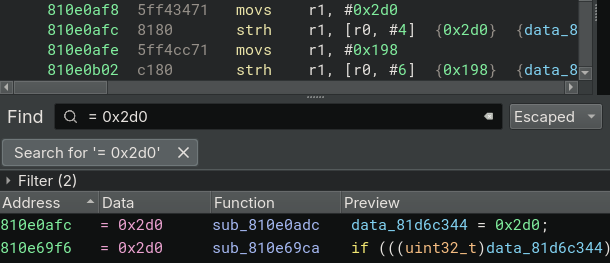 810e0af8 5ff43471 movs r1, #0x2d0
810e0afc 8180 strh r1, [r0, #4] {0x2d0} {data_8
810e0afe 5ff4cc71 movs r1, #0x198
810e0b02 c180 strh r1, [r0, #6] {0x198} {data_8
Find = 0x2d0 Escaped
Search for '= 0x2d0'
Filter (2)
Address Data Function Preview
810e0afc = 0x2d0 sub_810e0adc data_81d6c344 = 0x2d0;
810e69f6 = 0x2d0 sub_810e69ca if (((uint32_t)data_81d6c344)